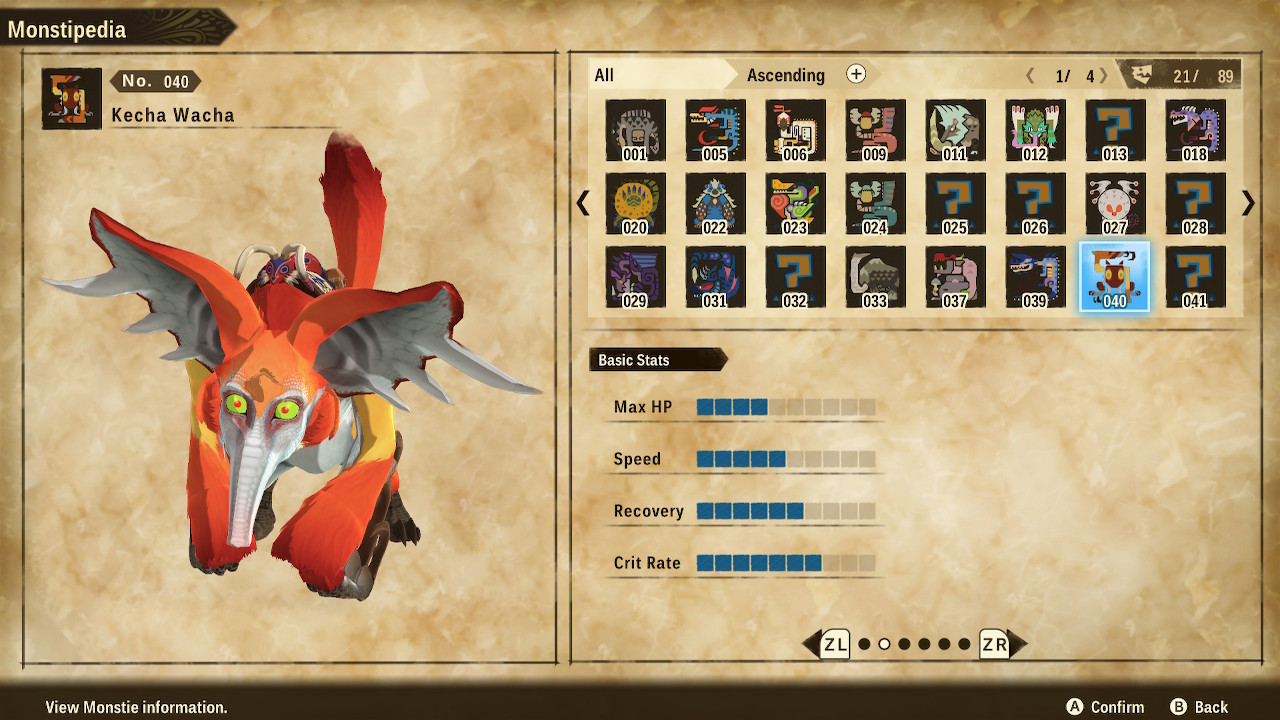 Monstipedia
No. 040
Kecha Wacha
All
Ascending
1/ 4
21/ 89
001 005 006 009 011 012 013 018
020 022 023 024 025 026 027 028
029 031 032 033 037 039 040 041
Basic Stats
Max HP
Speed
Recovery
Crit Rate
ZL ZR
View Monstie information.
A Confirm B Back